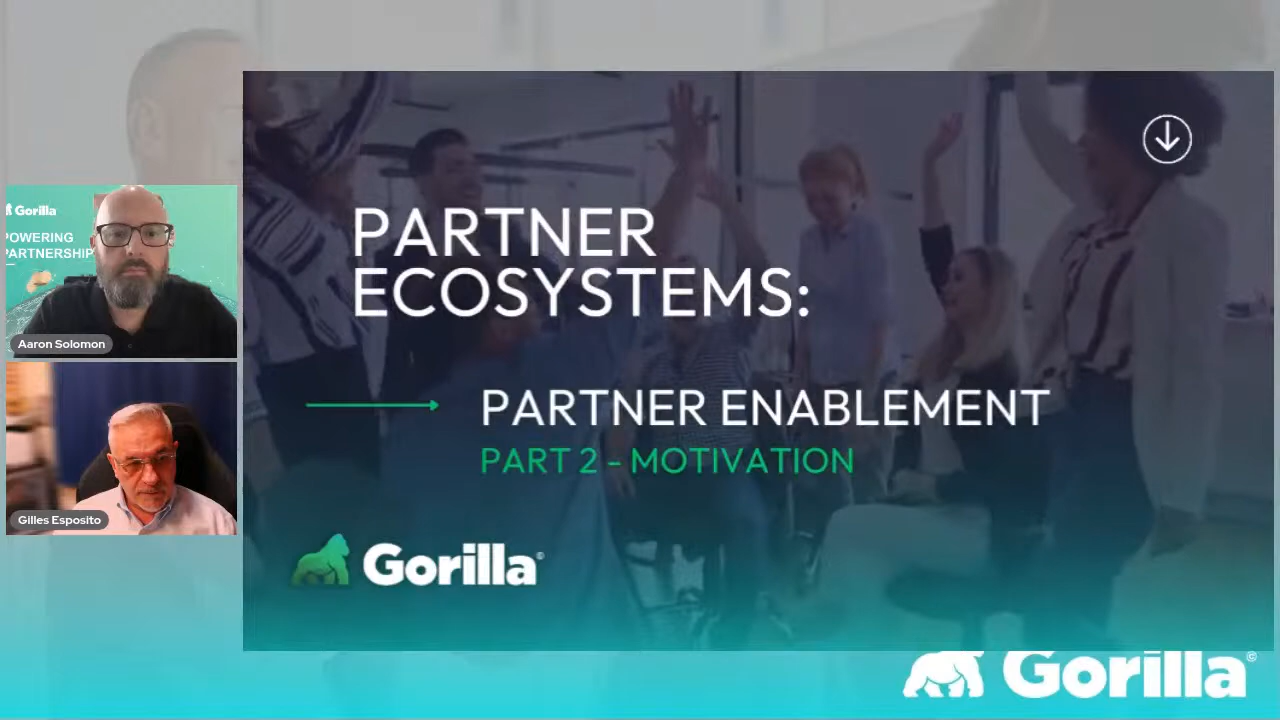 Gorilla
POWERING
PARTNERSHIP
Aaron Solomon
Gilles Esposito
PARTNER
ECOSYSTEMS:
PARTNER ENABLEMENT
PART 2 - MOTIVATION
Gorilla®
Gorilla©